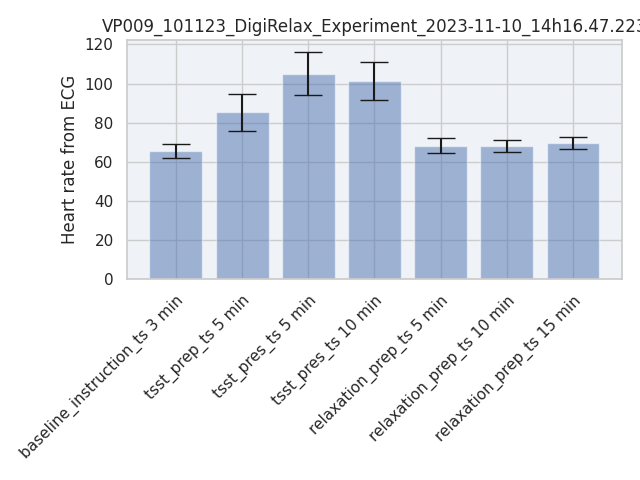 VP009_101123_DigiRelax_Experiment_2023-11-10_14h16.47.223
Heart rate from ECG
120
100
80
60
40
20
0
baseline_instruction_ts 3 min
tsst_prep_ts 5 min
tsst_pres_ts 5 min
tsst_pres_ts 10 min
relaxation_prep_ts 5 min
relaxation_prep_ts 10 min
relaxation_prep_ts 15 min